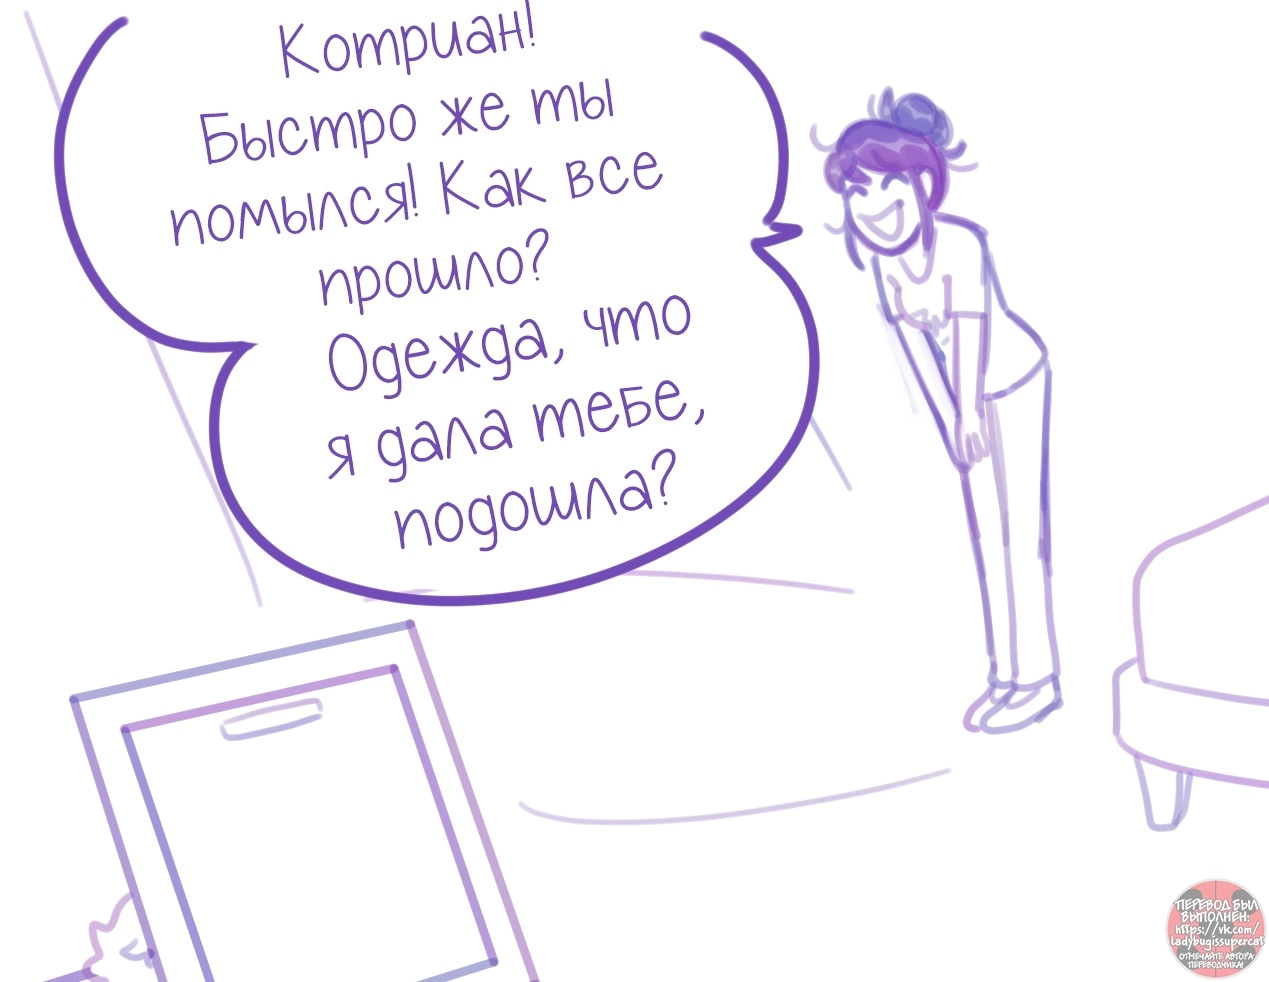 Котриан!
Быстро же ты
помылся! Как все
прошло?
Одежда, что
я дала тебе,
подошла?
ПЕРЕВОД БЫЛ
ВЫПОЛНЕН:
https://vk.com/
ladybugissupercat
ОТМЕЧАЙТЕ АВТОРА
ПЕРЕВОДЧИКА!